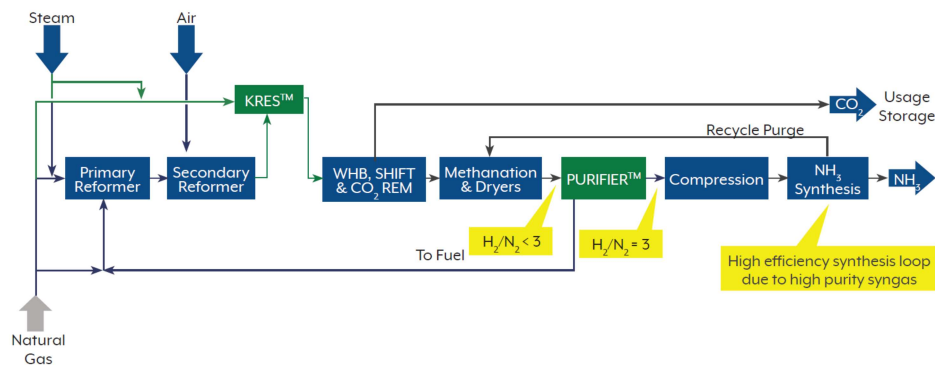 Steam
Air
KRES™
CO₂
Usage
Storage
Recycle Purge
Primary
Reformer
Secondary
Reformer
WHB, SHIFT
& CO₂ REM
Methanation
& Dryers
PURIFIER™
Compression
NH₃
Synthesis
NH₃
H₂/N₂ < 3
H₂/N₂ = 3
To Fuel
High efficiency synthesis loop
due to high purity syngas
Natural
Gas